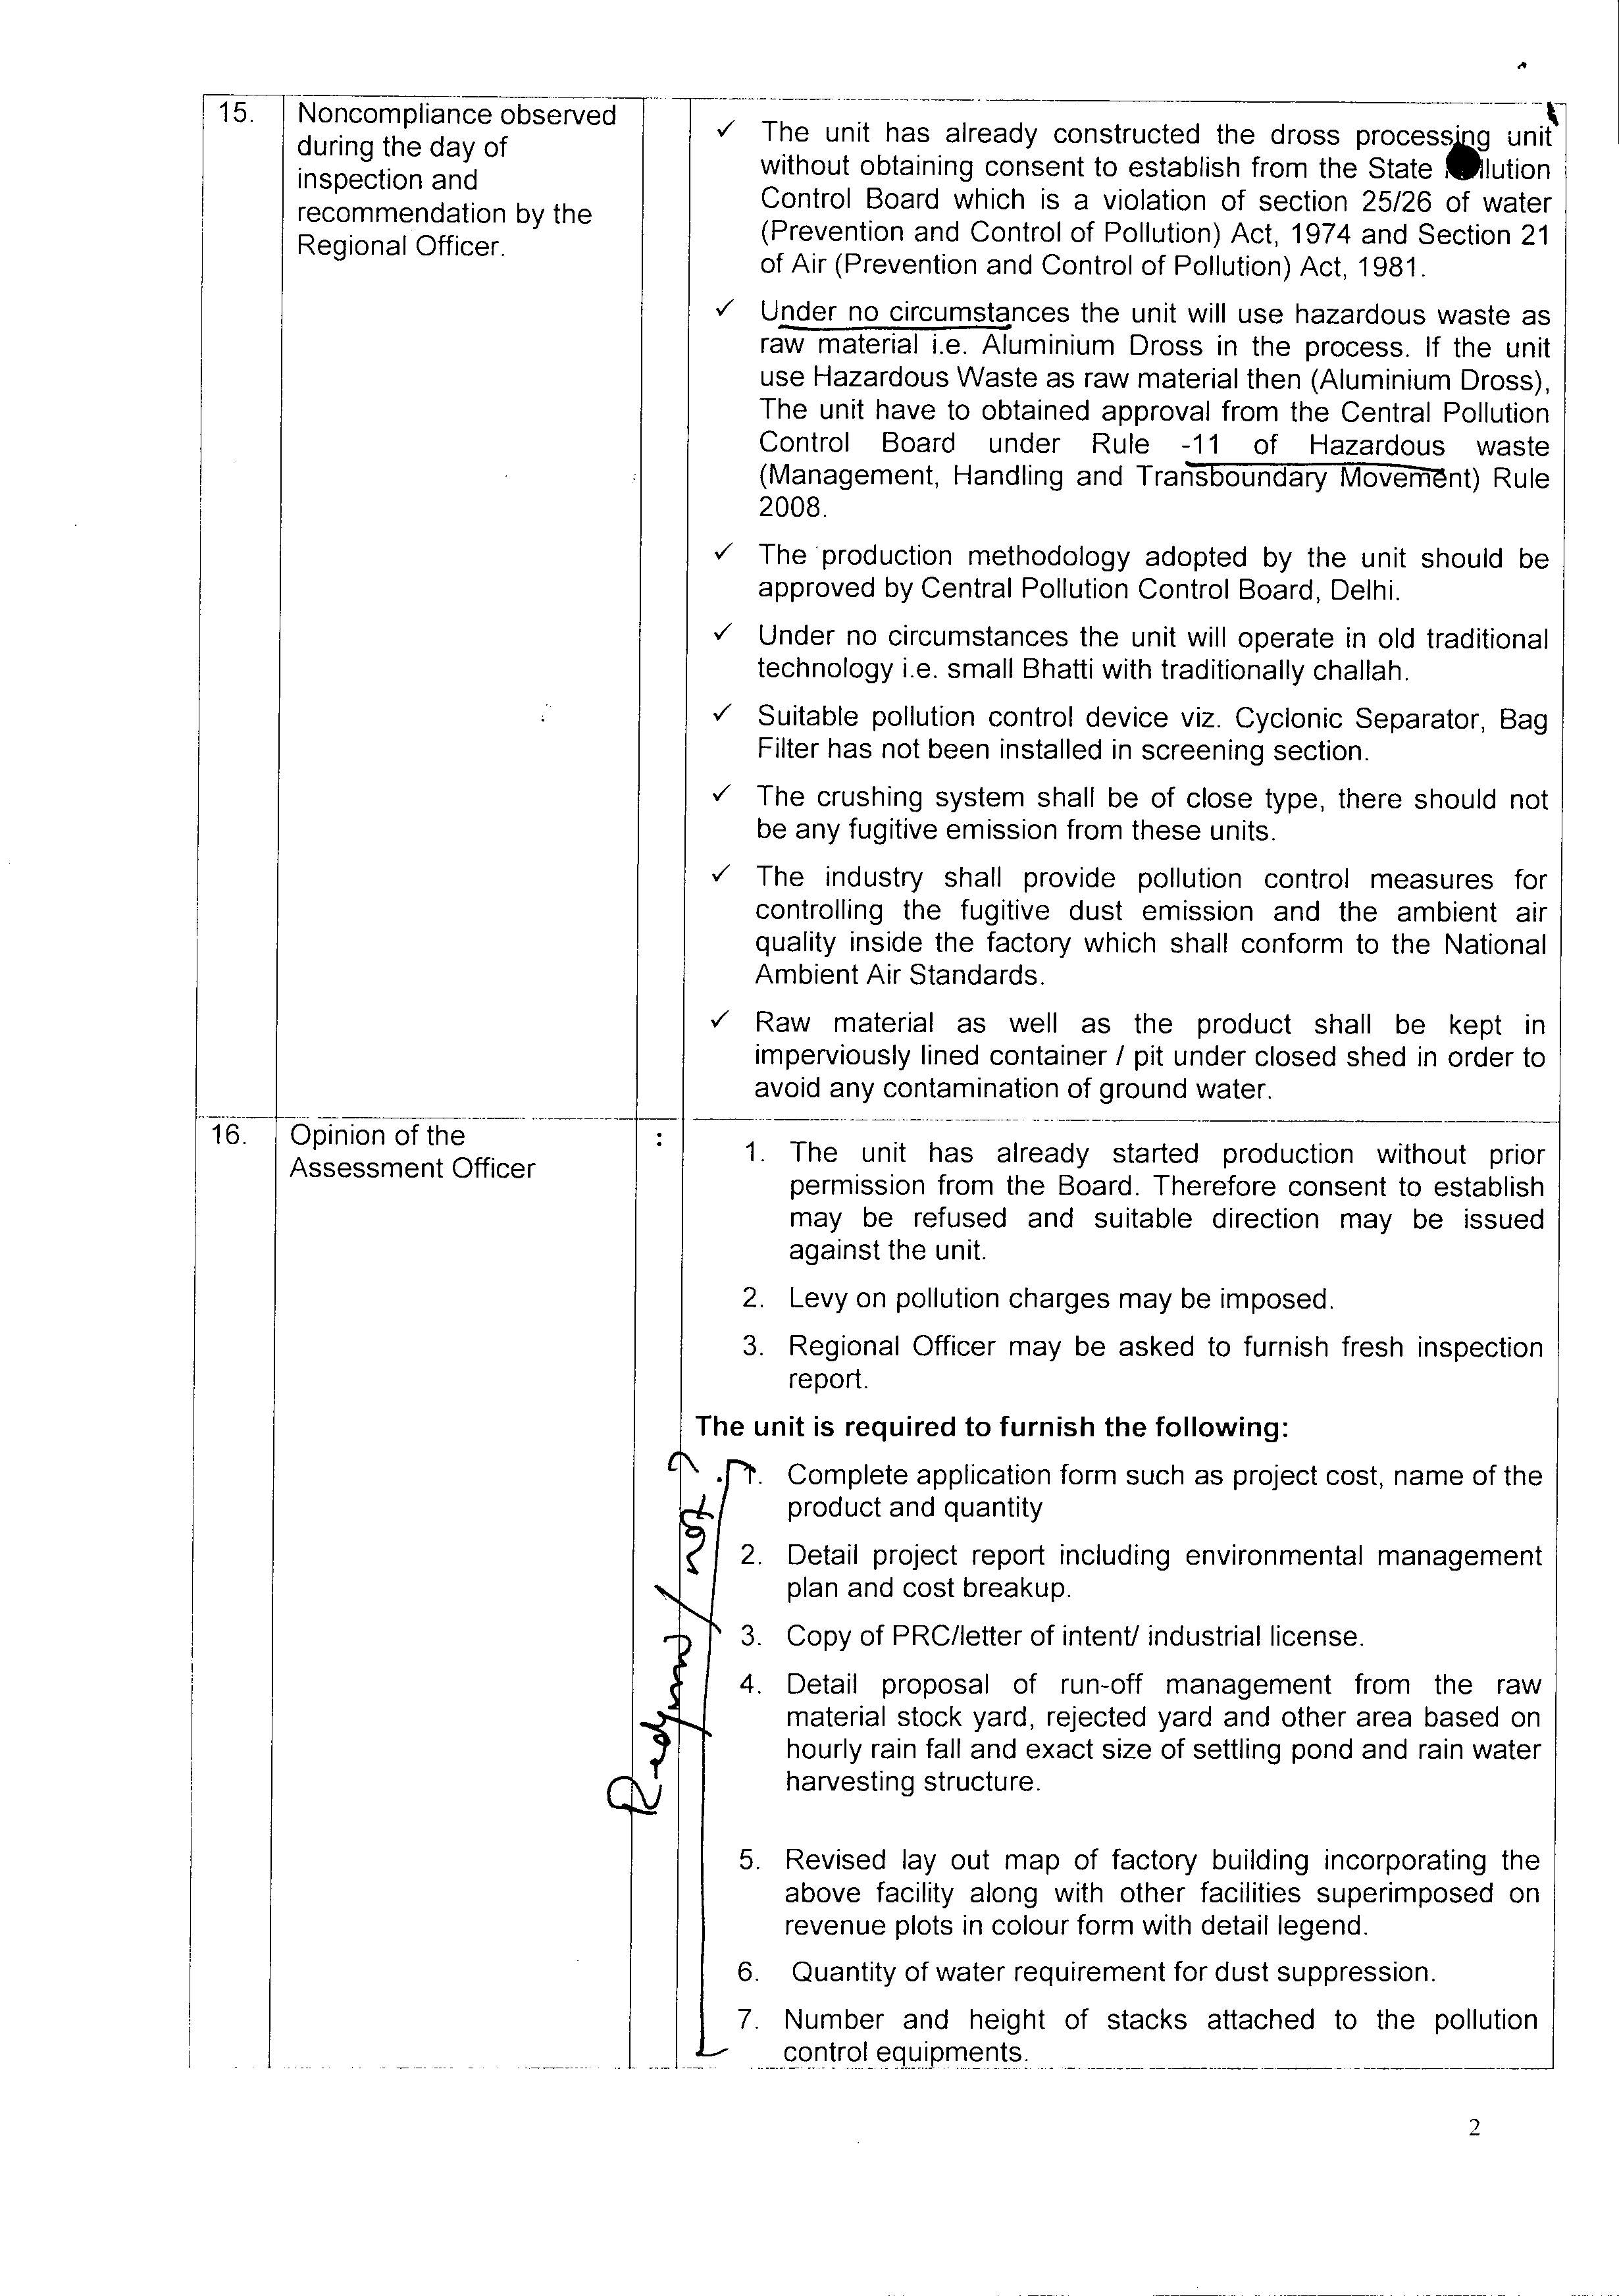 15.
Noncompliance observed
during the day of
inspection and
recommendation by the
Regional Officer.
✓ The unit has already constructed the dross processing unit
without obtaining consent to establish from the State llution
Control Board which is a violation of section 25/26 of water
(Prevention and Control of Pollution) Act, 1974 and Section 21
of Air (Prevention and Control of Pollution) Act, 1981.
✓ Under no circumstances the unit will use hazardous waste as
raw material i.e. Aluminium Dross in the process. If the unit
use Hazardous Waste as raw material then (Aluminium Dross),
The unit have to obtained approval from the Central Pollution
Control Board under Rule -11 of Hazardous waste
(Management, Handling and Transboundary Movement) Rule
2008.
✓ The production methodology adopted by the unit should be
approved by Central Pollution Control Board, Delhi.
✓ Under no circumstances the unit will operate in old traditional
technology i.e. small Bhatti with traditionally challah.
✓ Suitable pollution control device viz. Cyclonic Separator, Bag
Filter has not been installed in screening section.
✓ The crushing system shall be of close type, there should not
be any fugitive emission from these units.
✓ The industry shall provide pollution control measures for
controlling the fugitive dust emission and the ambient air
quality inside the factory which shall conform to the National
Ambient Air Standards.
✓ Raw material as well as the product shall be kept in
imperviously lined container / pit under closed shed in order to
avoid any contamination of ground water.
16.
Opinion of the
Assessment Officer
:
1. The unit has already started production without prior
permission from the Board. Therefore consent to establish
may be refused and suitable direction may be issued
against the unit.
2. Levy on pollution charges may be imposed.
3. Regional Officer may be asked to furnish fresh inspection
report.
The unit is required to furnish the following:
1. Complete application form such as project cost, name of the
product and quantity
2. Detail project report including environmental management
plan and cost breakup.
3. Copy of PRC/letter of intent/ industrial license.
4. Detail proposal of run-off management from the raw
material stock yard, rejected yard and other area based on
hourly rain fall and exact size of settling pond and rain water
harvesting structure.
5. Revised lay out map of factory building incorporating the
above facility along with other facilities superimposed on
revenue plots in colour form with detail legend.
6. Quantity of water requirement for dust suppression.
7. Number and height of stacks attached to the pollution
control equipments.
2